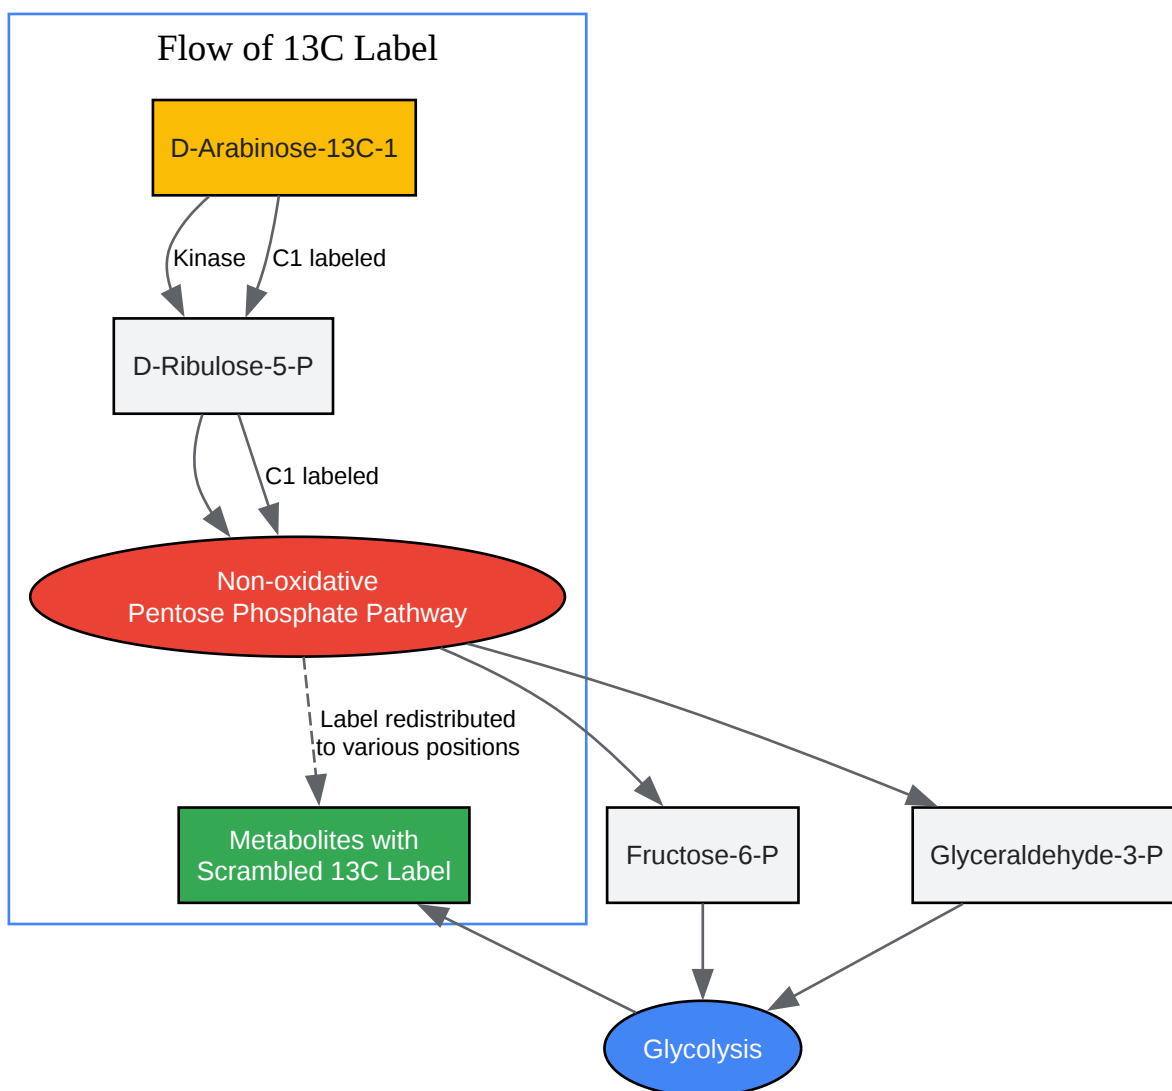 Flow of 13C Label
D-Arabinose-13C-1
Kinase
C1 labeled
D-Ribulose-5-P
C1 labeled
Non-oxidative
Pentose Phosphate Pathway
Label redistributed
to various positions
Metabolites with
Scrambled 13C Label
Fructose-6-P
Glyceraldehyde-3-P
Glycolysis